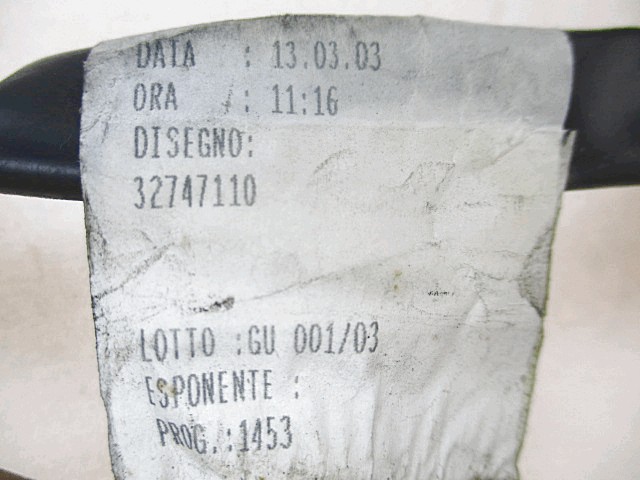 DATA : 13.03.03
ORA : 11:16
DISEGNO:
32747110
LOTTO :GU 001/03
ESPONENTE :
PROG.:1453